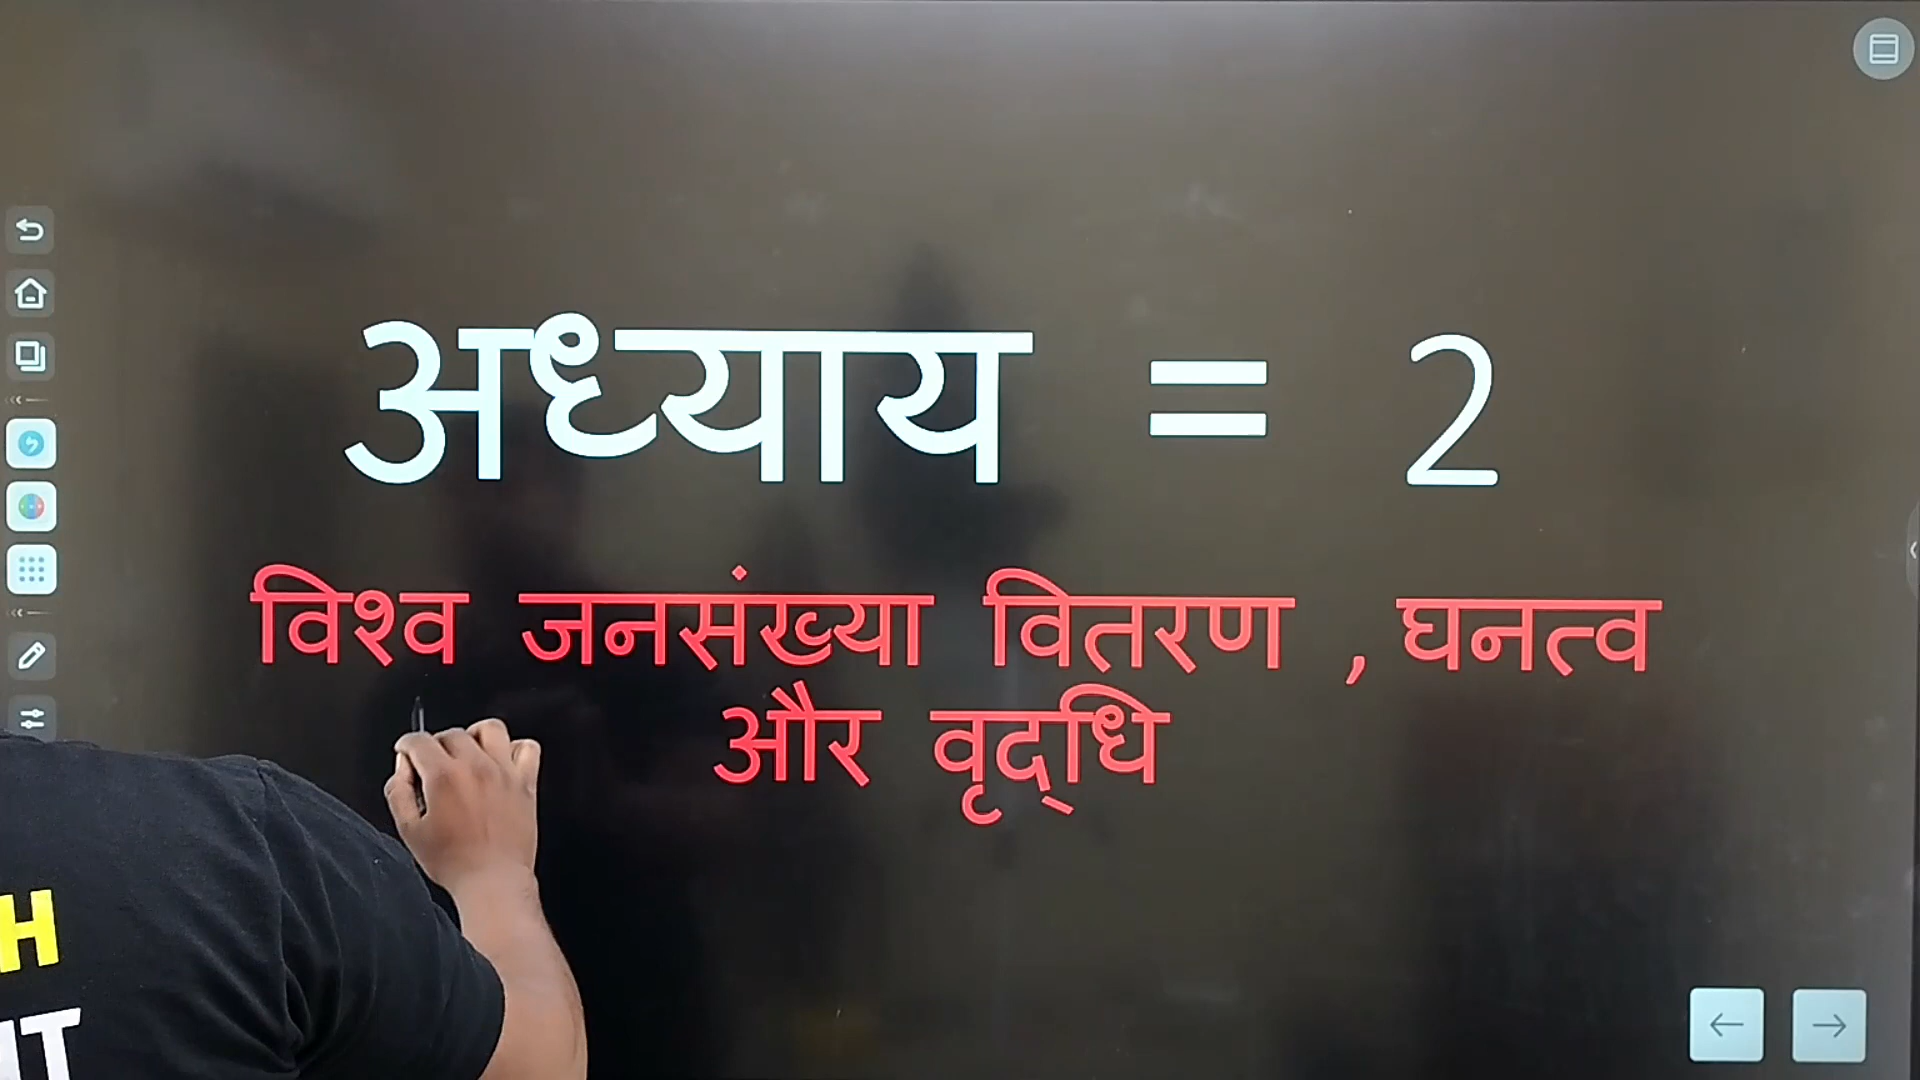 अध्याय = 2
विश्व जनसंख्या वितरण , घनत्व
और वृद्‌धि
H